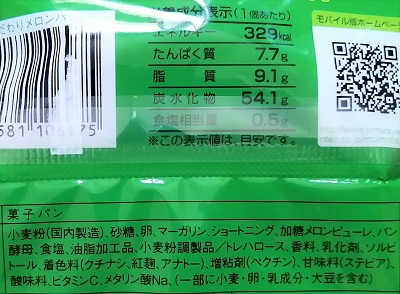 だわりメロンパ
養成分表示(1個あたり)
エネルギー 329kcal
たんぱく質 7.7g
脂質 9.1g
炭水化物 54.1g
食塩相当量 0.5g
※この表示値は、目安です。
モバイル版ホームページ
菓子パン
小麦粉(国内製造)、砂糖、卵、マーガリン、ショートニング、加糖メロンピューレ、パン
酵母、食塩、油脂加工品、小麦粉調製品/トレハロース、香料、乳化剤、ソルビ
トール、着色料(クチナシ、紅麹、アナトー)、増粘剤(ペクチン)、甘味料(ステビア)、
酸味料、ビタミンC、メタリン酸Na、(一部に小麦・卵・乳成分・大豆を含む)